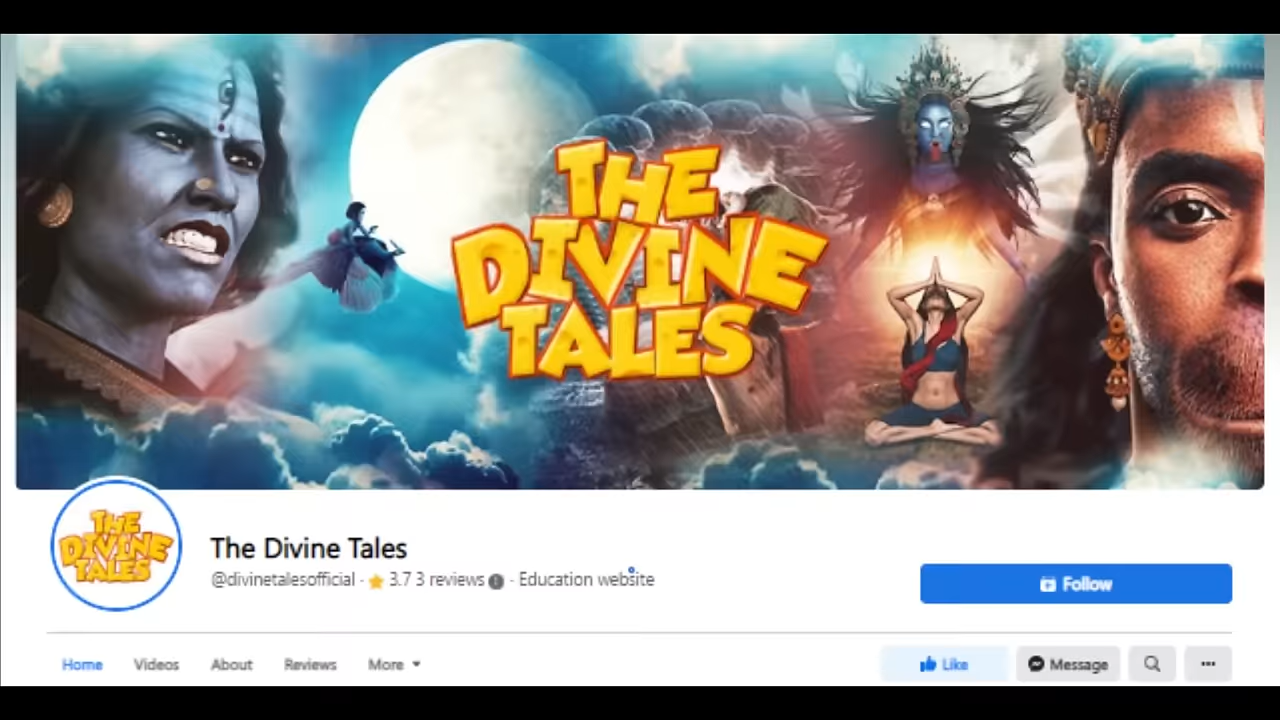 THE
DIVINE
TALES
THE
DIVINE
TALES
The Divine Tales
@divinetalesofficial · 3.7 3 reviews · Education website
Follow
Home Videos About Reviews More Like Message